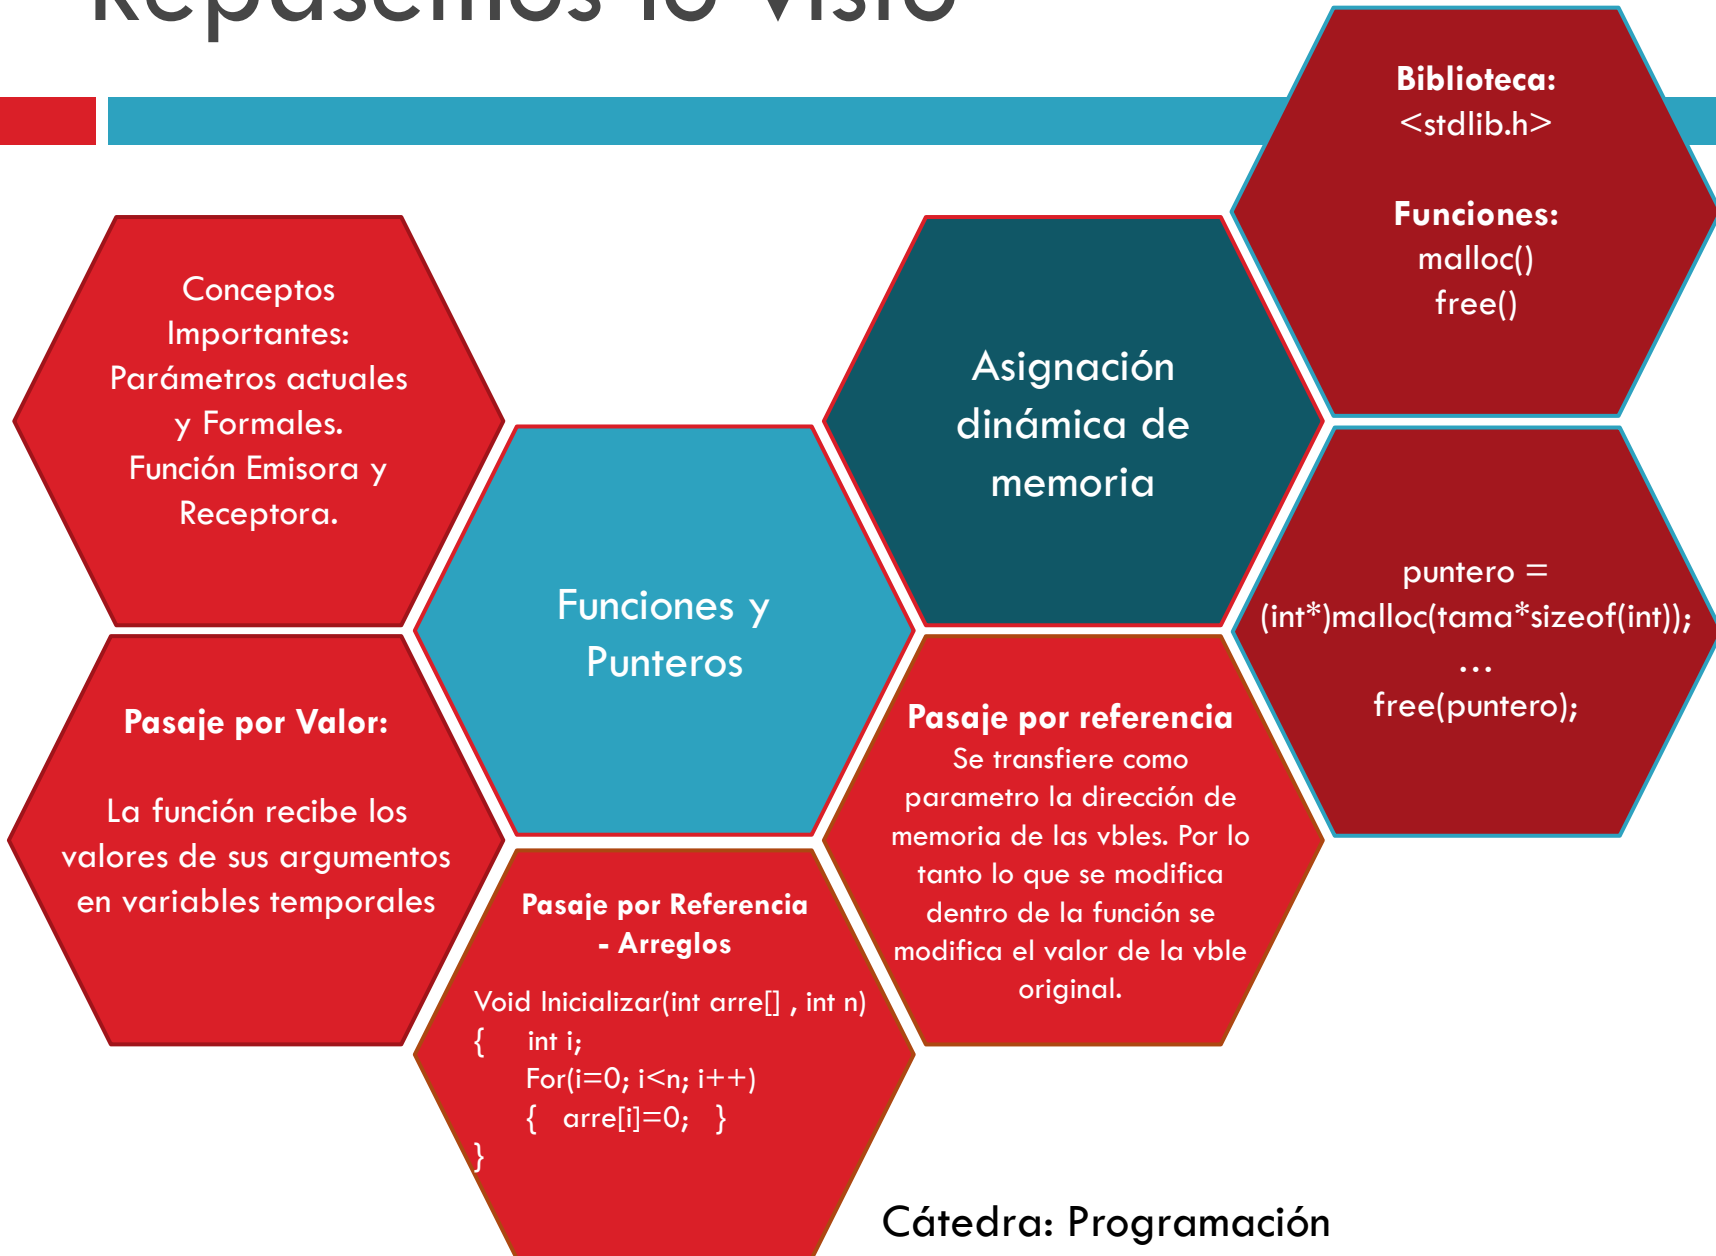 Repasemos lo visto
Biblioteca:
<stdlib.h>
Funciones:
malloc()
free()
Conceptos
Importantes:
Parámetros actuales
y Formales.
Función Emisora y
Receptora.
Asignación
dinámica de
memoria
Funciones y
Punteros
puntero =
(int*)malloc(tama*sizeof(int));
...
free(puntero);
Pasaje por Valor:
La función recibe los
valores de sus argumentos
en variables temporales
Pasaje por referencia
Se transfiere como
parametro la dirección de
memoria de las vbles. Por lo
tanto lo que se modifica
dentro de la función se
modifica el valor de la vble
original.
Pasaje por Referencia
- Arreglos
Void Inicializar(int arre[] , int n)
{ int i;
For(i=0; i<n; i++)
{ arre[i]=0; }
}
Cátedra: Programación